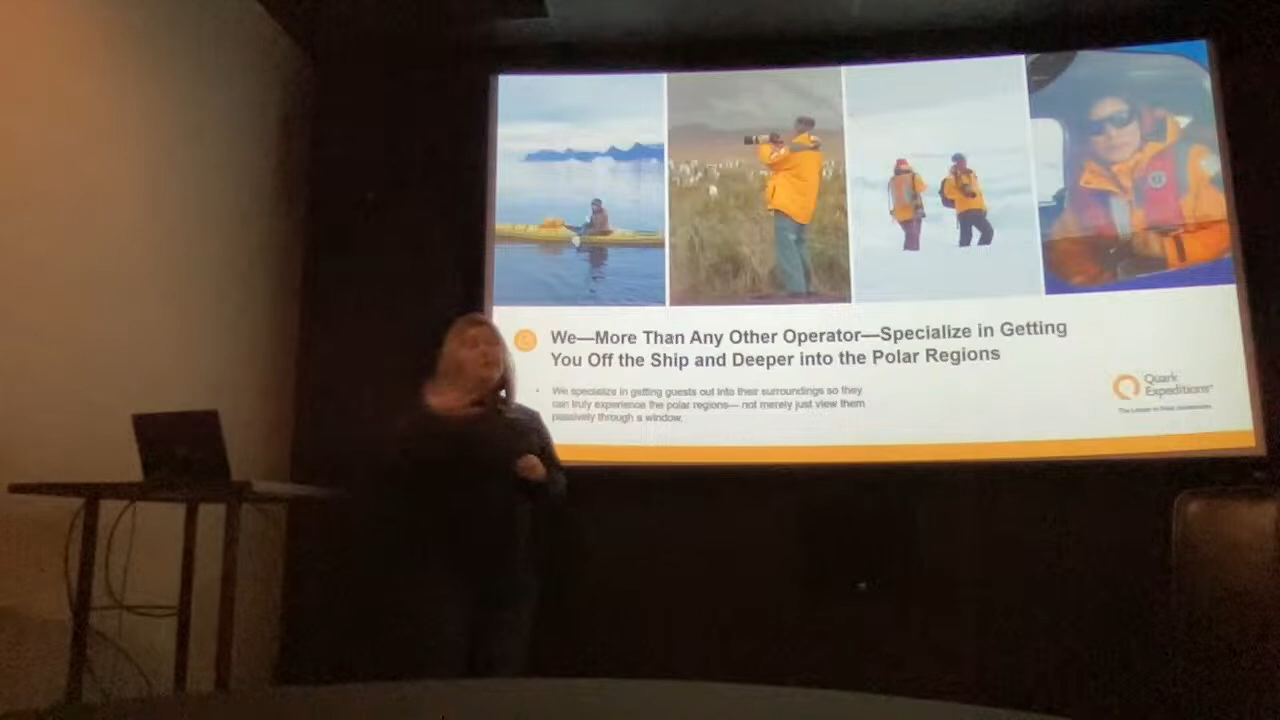 We—More Than Any Other Operator—Specialize in Getting
You Off the Ship and Deeper into the Polar Regions
We specialize in getting guests out into their surroundings so they
can truly experience the polar regions— not merely just view them
passively through a window.
Quark
Expeditions